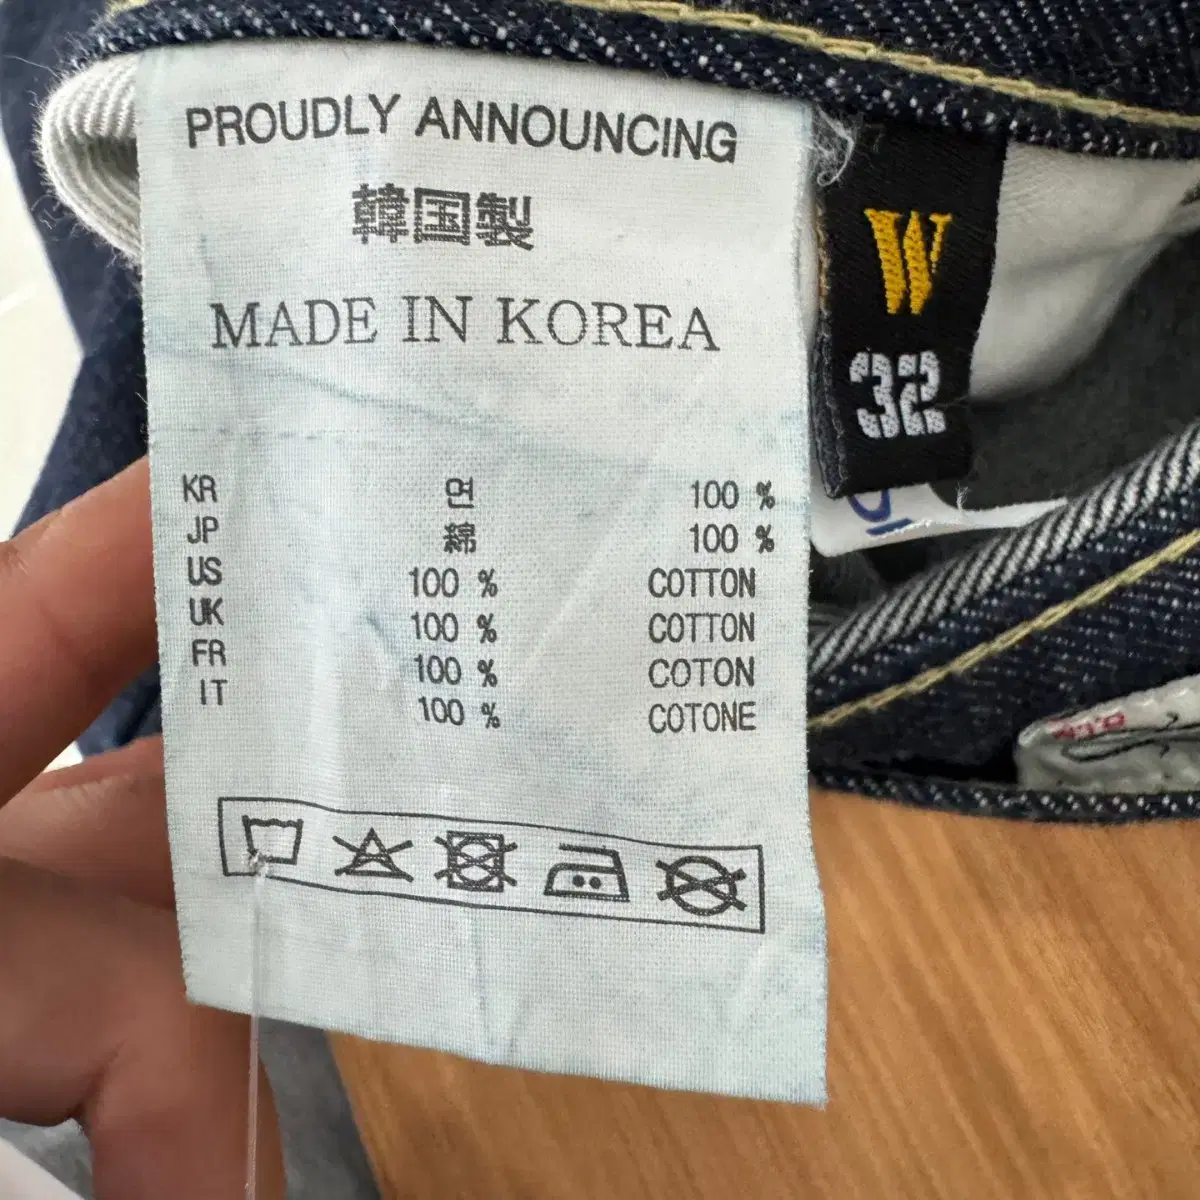 PROUDLY ANNOUNCING
韓国製
MADE IN KOREA
KR 면 100 %
JP 綿 100 %
US 100 % COTTON
UK 100 % COTTON
FR 100 % COTON
IT 100 % COTONE
W
32